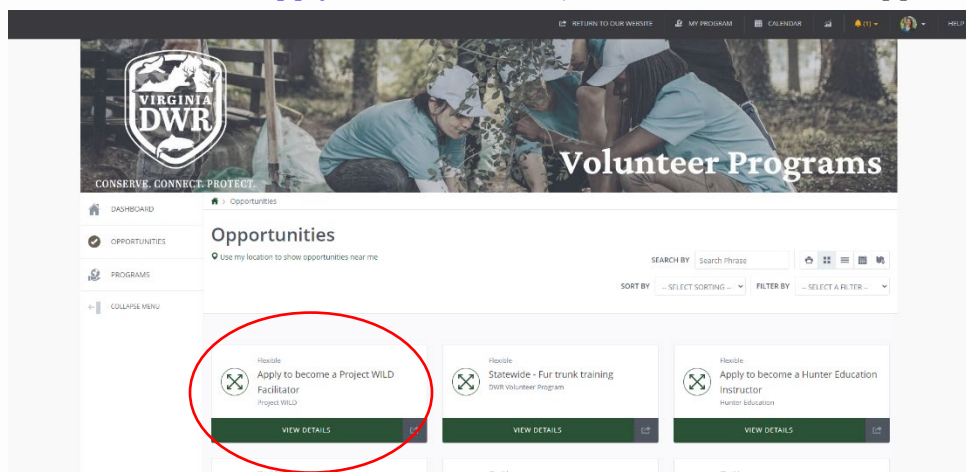 RETURN TO OUR WEBSITE MY PROGRAM CALENDAR (1) HELP
VIRGINIA
DWR
CONSERVE. CONNECT. PROTECT.
Volunteer Programs
DASHBOARD
OPPORTUNITIES
PROGRAMS
COLLAPSE MENU
> Opportunities
Opportunities
Use my location to show opportunities near me
SEARCH BY Search Phrase
SORT BY -- SELECT SORTING -- FILTER BY -- SELECT A FILTER --
Flexible
Apply to become a Project WILD
Facilitator
Project WILD
VIEW DETAILS
Flexible
Statewide - Fur trunk training
DWR Volunteer Program
VIEW DETAILS
Flexible
Apply to become a Hunter Education
Instructor
Hunter Education
VIEW DETAILS